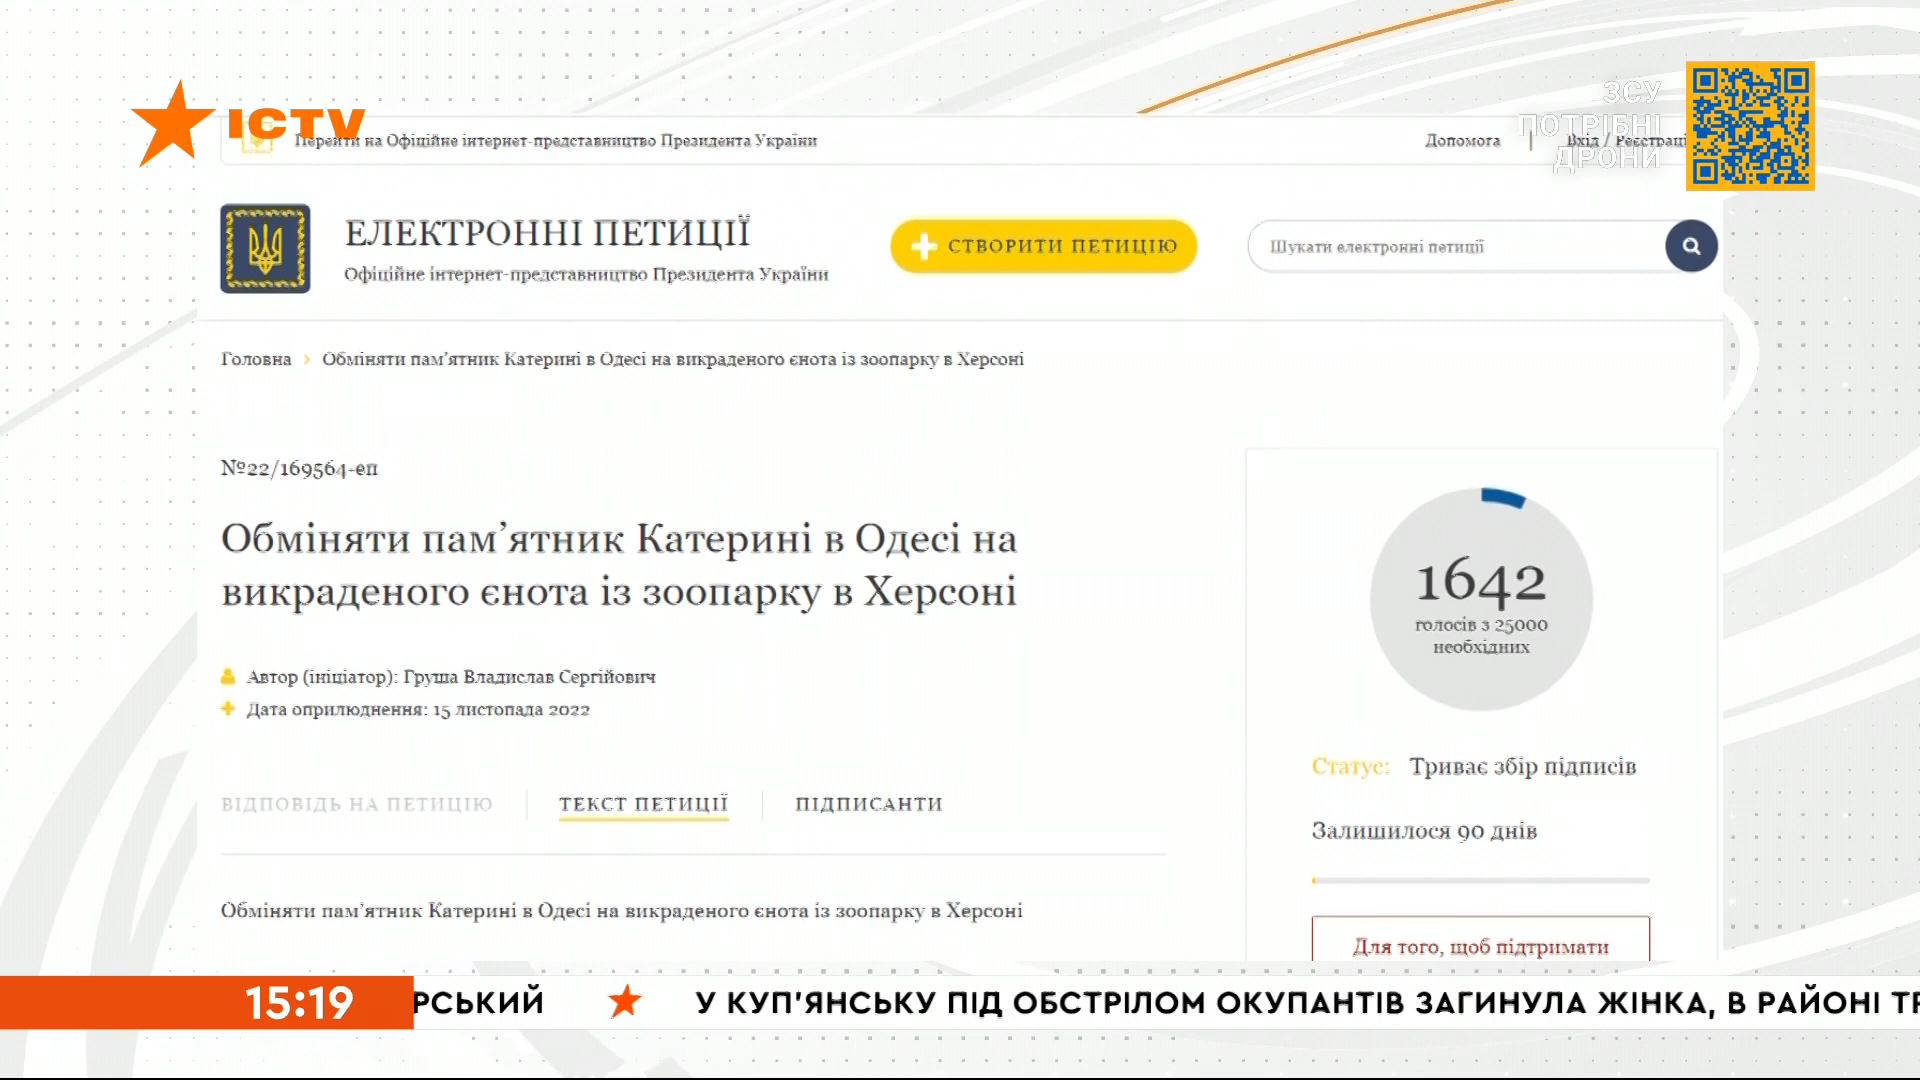 ICTV
ЗСУ
ПОТРІБНІ
ДРОНИ
Перейти на Офіційне інтернет-представництво Президента України
Допомога | Вхід / Реєстраці
ЕЛЕКТРОННІ ПЕТИЦІЇ
Офіційне інтернет-представництво Президента України
СТВОРИТИ ПЕТИЦІЮ
Шукати електронні петиції
Головна › Обміняти пам'ятник Катерині в Одесі на викраденого єнота із зоопарку в Херсоні
№22/169564-еп
Обміняти пам’ятник Катерині в Одесі на
викраденого єнота із зоопарку в Херсоні
Автор (ініціатор): Груша Владислав Сергійович
Дата оприлюднення: 15 листопада 2022
ВІДПОВІДЬ НА ПЕТИЦІЮ
ТЕКСТ ПЕТИЦІЇ
ПІДПИСАНТИ
Обміняти пам'ятник Катерині в Одесі на викраденого єнота із зоопарку в Херсоні
1642
голосів з 25000
необхідних
Статус: Триває збір підписів
Залишилося 90 днів
Для того, щоб підтримати
15:19
РСЬКИЙ
У КУП'ЯНСЬКУ ПІД ОБСТРІЛОМ ОКУПАНТІВ ЗАГИНУЛА ЖІНКА, В РАЙОНІ ТР